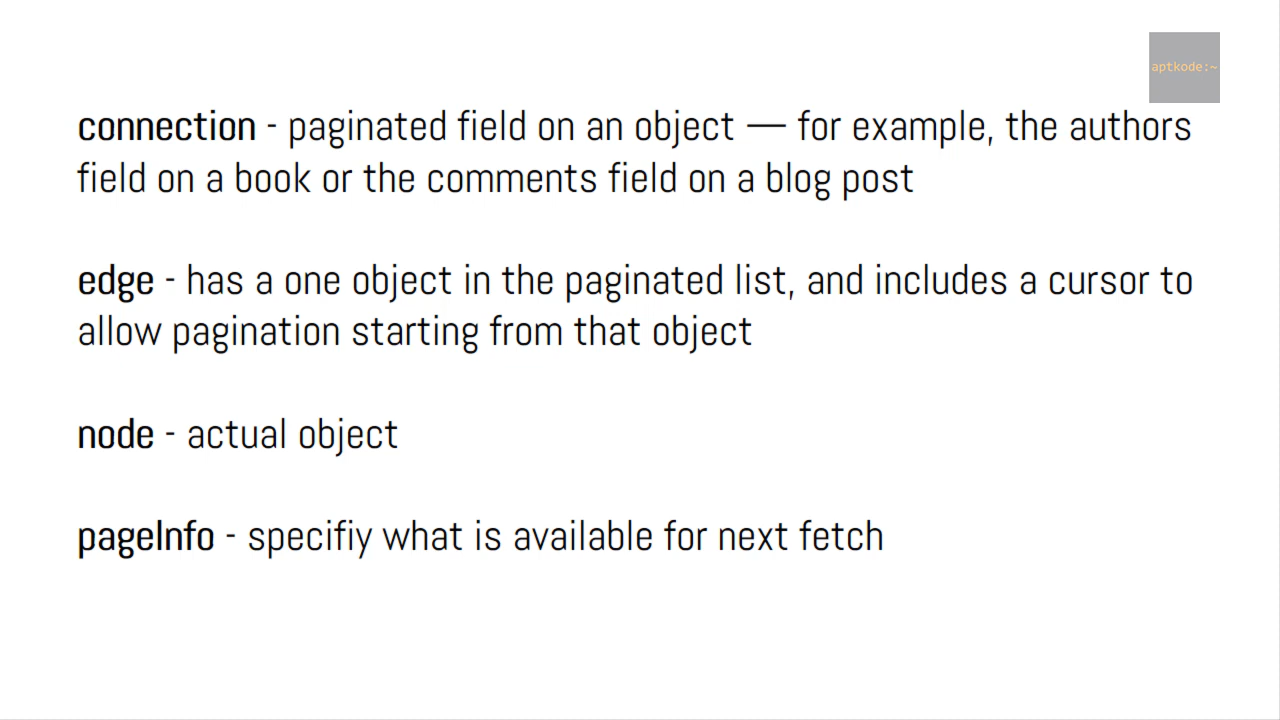 aptkode:~
connection - paginated field on an object — for example, the authors
field on a book or the comments field on a blog post
edge - has a one object in the paginated list, and includes a cursor to
allow pagination starting from that object
node - actual object
pageInfo - specifiy what is available for next fetch